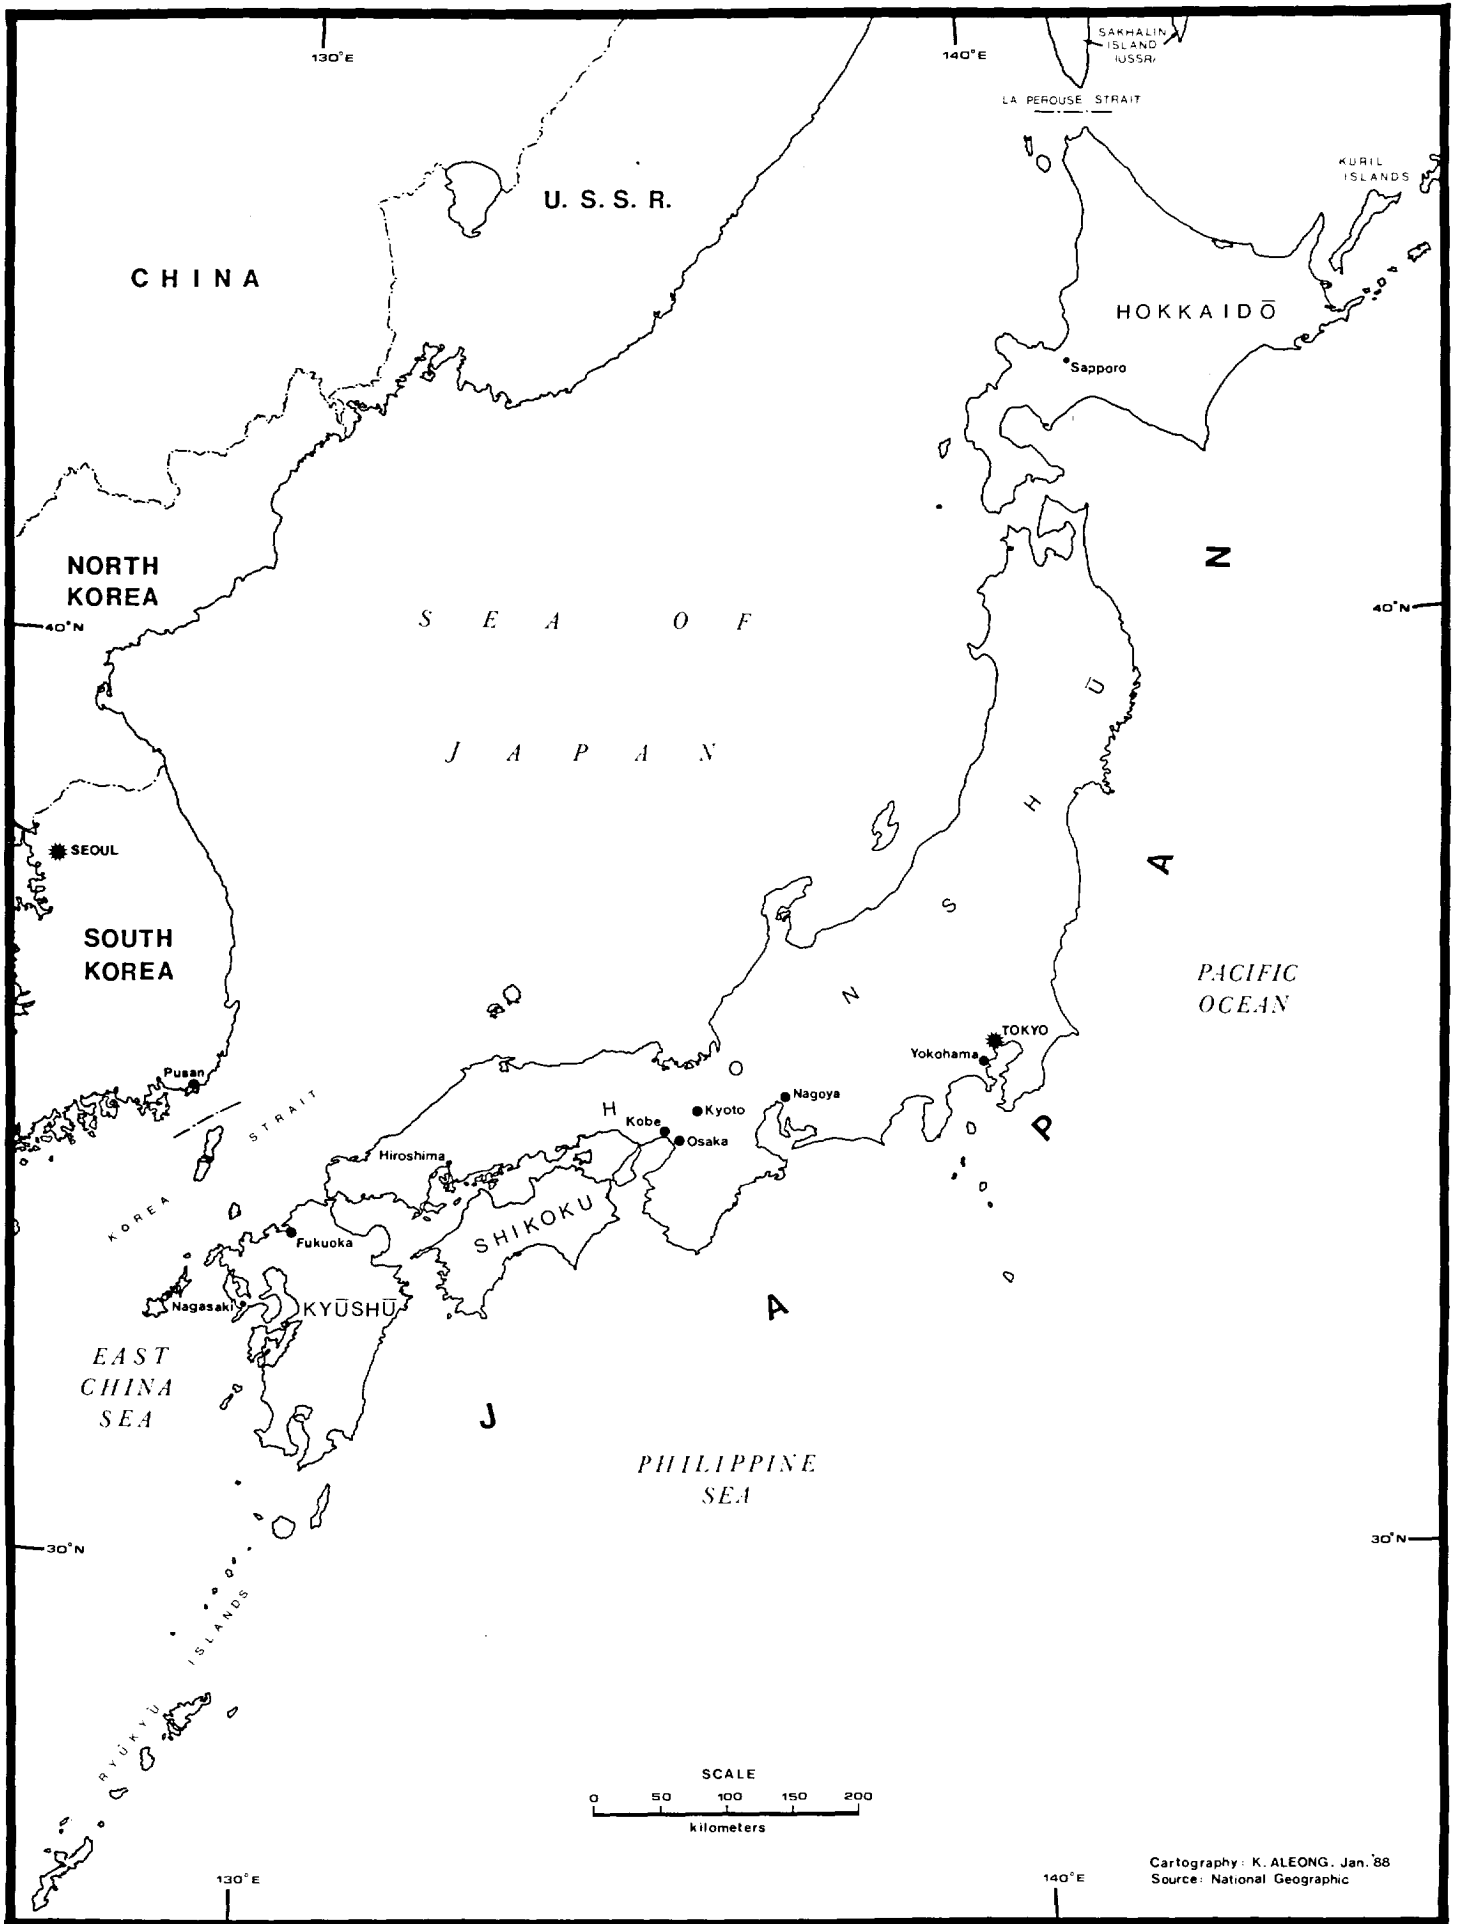 130°E
140°E
SAKHALIN
ISLAND
(USSR)
LA PEROUSE STRAIT
KURIL
ISLANDS
U. S. S. R.
CHINA
HOKKAIDŌ
Sapporo
NORTH
KOREA
40°N
40°N
SEA OF
JAPAN
SEOUL
SOUTH
KOREA
HONSHŪ
JAPAN
PACIFIC
OCEAN
TOKYO
Yokohama
Pusan
Nagoya
Kyoto
Kobe
Osaka
Hiroshima
KOREA STRAIT
SHIKOKU
Fukuoka
Nagasaki
KYŪSHŪ
EAST
CHINA
SEA
PHILIPPINE
SEA
30°N
30°N
RYŪKYŪ ISLANDS
SCALE
0 50 100 150 200
kilometers
Cartography: K. ALEONG. Jan. '88
Source: National Geographic
130°E
140°E